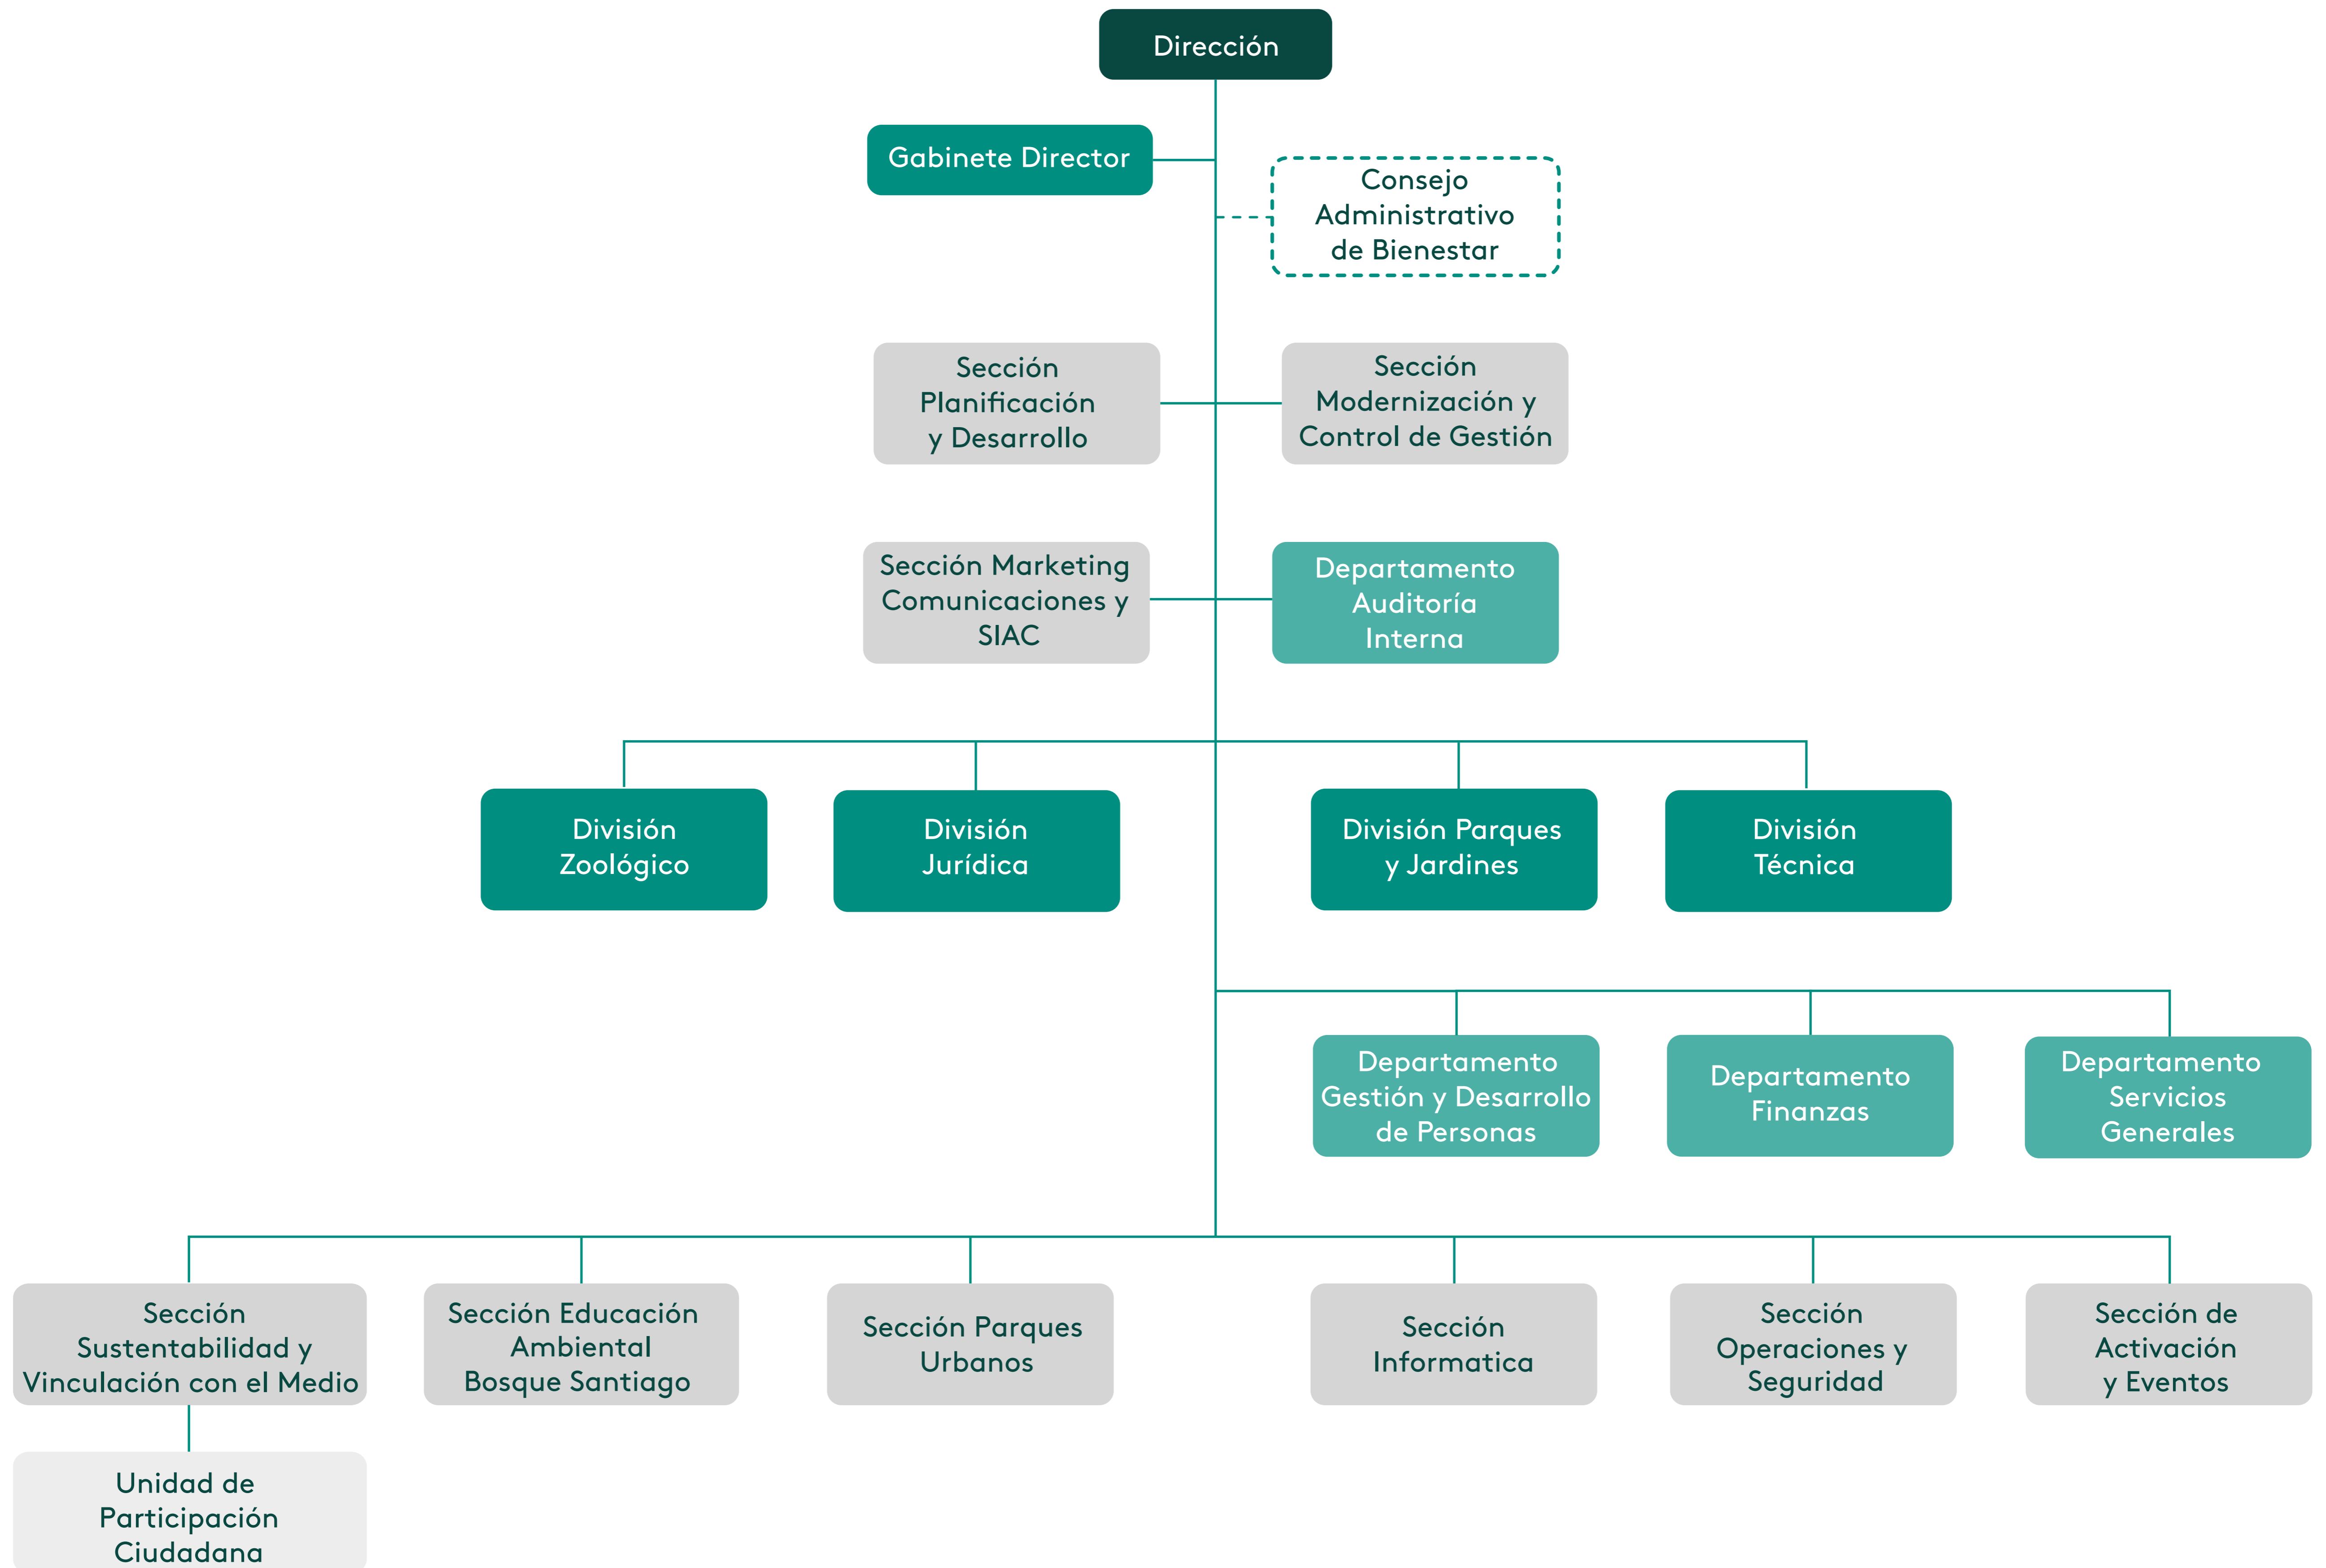 Dirección
Gabinete Director
Consejo
Administrativo
de Bienestar
Sección
Planificación
y Desarrollo
Sección
Modernización y
Control de Gestión
Sección Marketing
Comunicaciones y
SIAC
Departamento
Auditoría
Interna
División
Zoológico
División
Jurídica
División Parques
y Jardines
División
Técnica
Departamento
Gestión y Desarrollo
de Personas
Departamento
Finanzas
Departamento
Servicios
Generales
Sección
Sustentabilidad y
Vinculación con el Medio
Sección Educación
Ambiental
Bosque Santiago
Sección Parques
Urbanos
Sección
Informatica
Sección
Operaciones y
Seguridad
Sección de
Activación
y Eventos
Unidad de
Participación
Ciudadana